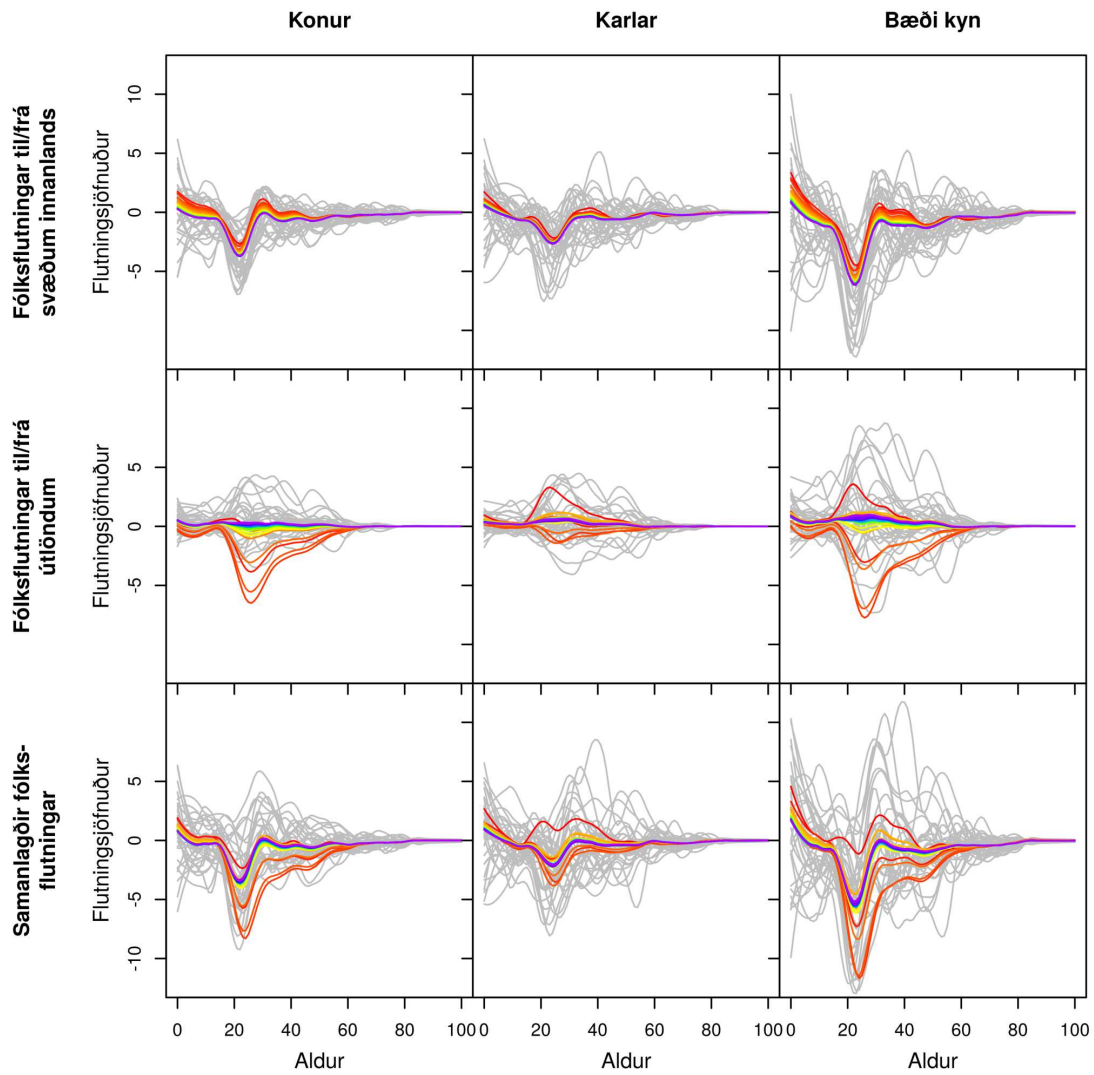 Konur
Karlar
Bæði kyn
Fólksflutningar til/frá
svæðum innanlands
Flutningsjöfnuður
10
5
0
-5
Fólksflutningar til/frá
útlöndum
Flutningsjöfnuður
5
0
-5
Samanlagðir fólks-
flutningar
Flutningsjöfnuður
5
0
-5
-10
0 20 40 60 80 100
0 20 40 60 80 100
0 20 40 60 80 100
Aldur
Aldur
Aldur